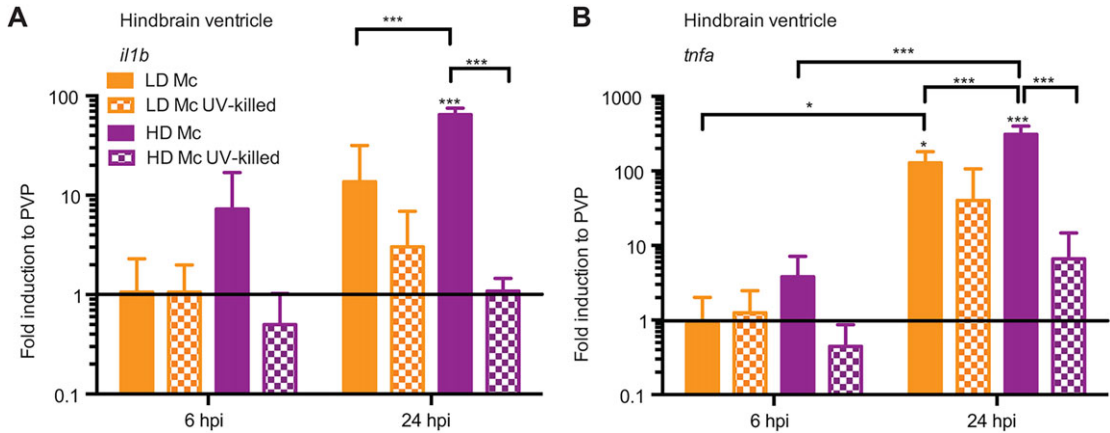 A
Hindbrain ventricle
il1b
LD Mc
LD Mc UV-killed
HD Mc
HD Mc UV-killed
***
***
***
Fold induction to PVP
100
10
1
0.1
6 hpi
24 hpi
B
Hindbrain ventricle
tnfa
***
***
***
*
***
*
Fold induction to PVP
1000
100
10
1
0.1
6 hpi
24 hpi